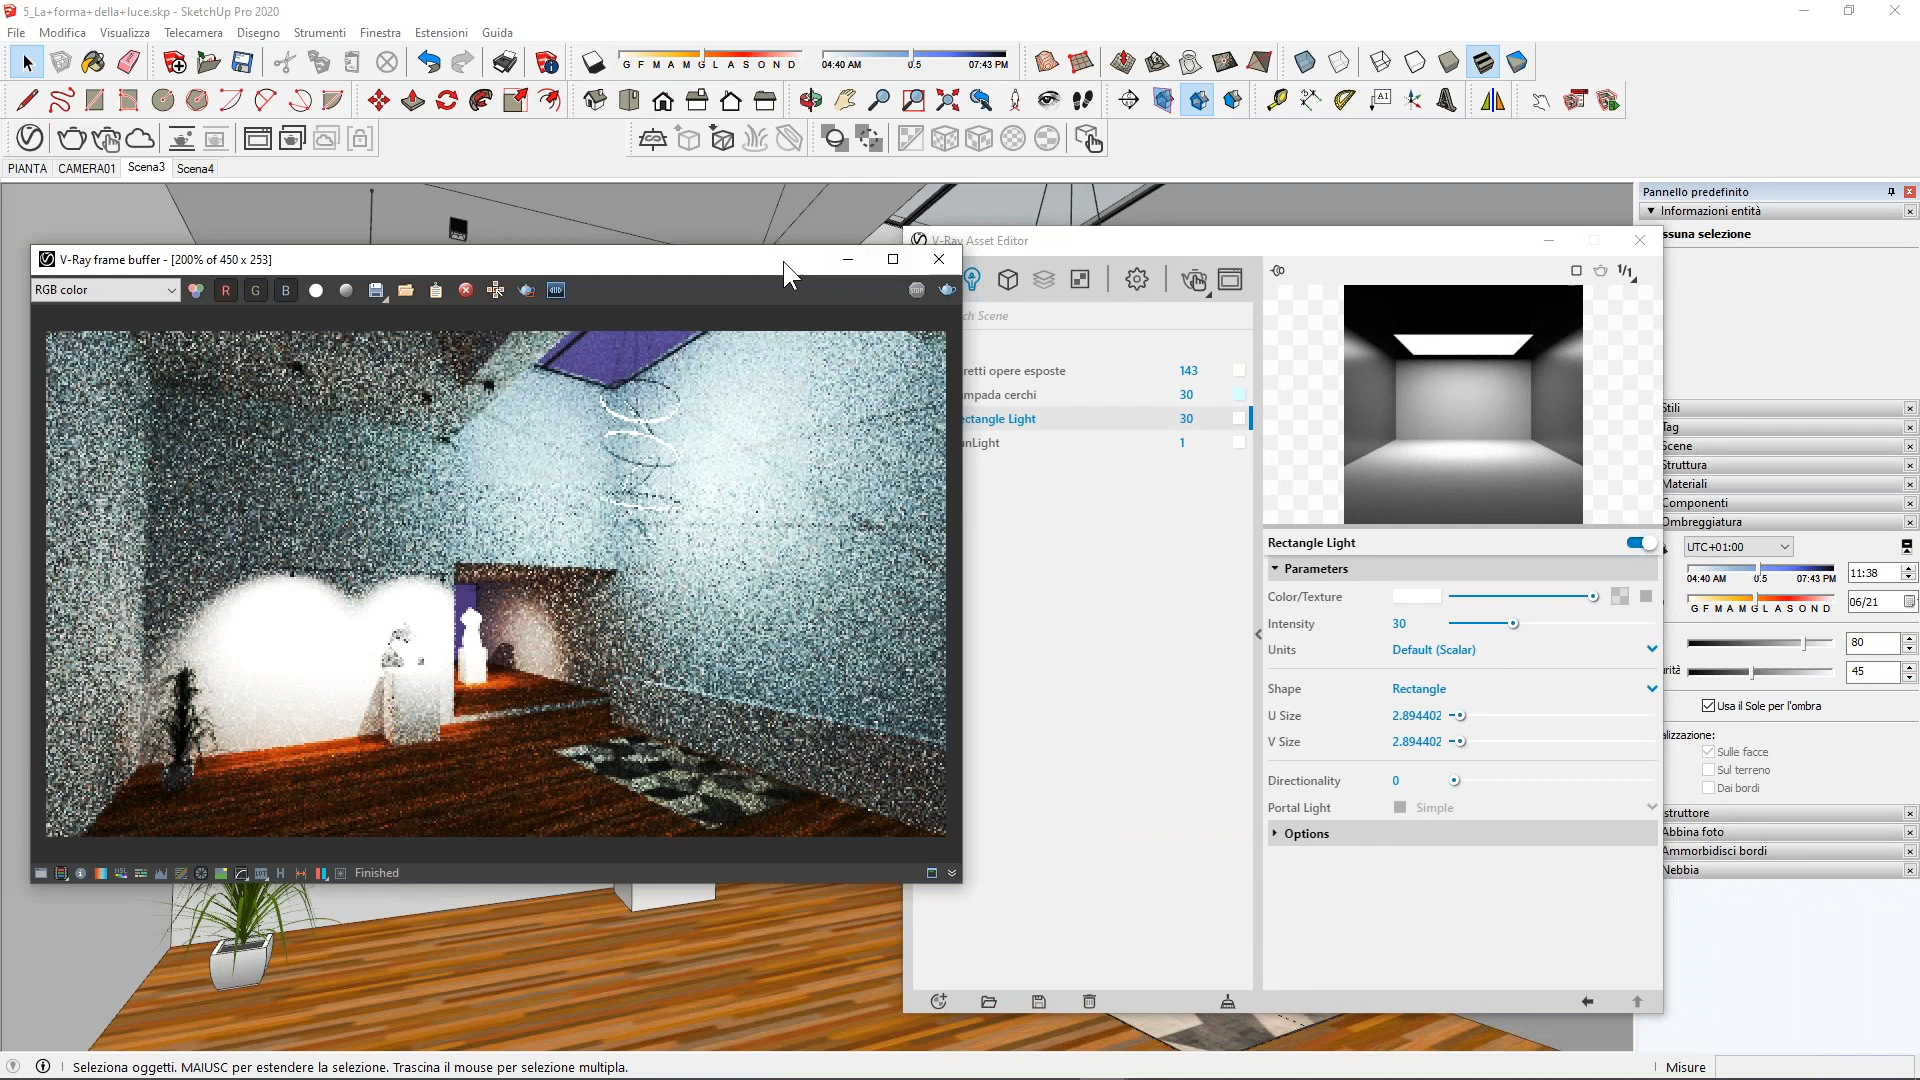 5_La+forma+della+luce.skp - SketchUp Pro 2020
File Modifica Visualizza Telecamera Disegno Strumenti Finestra Estensioni Guida
G F M A M G L A S O N D
04:40 AM 0.5 07:43 PM
PIANTA CAMERA01 Scena3 Scena4
Pannello predefinito
Informazioni entità
ssuna selezione
V-Ray Asset Editor
V-Ray frame buffer - [200% of 450 x 253]
RGB color
R G B
ch Scene
retti opere esposte 143
mpada cerchi 30
ectangle Light 30
nLight 1
1/1
Rectangle Light
Parameters
Color/Texture
Intensity 30
Units Default (Scalar)
Shape Rectangle
U Size 2.894402
V Size 2.894402
Directionality 0
Portal Light Simple
Options
Stili
Tag
Scene
Struttura
Materiali
Componenti
Ombreggiatura
UTC+01:00
04:40 AM 0.5 07:43 PM 11:38
G F M A M G L A S O N D 06/21
80
rità 45
Usa il Sole per l'ombra
lizzazione:
Sulle facce
Sul terreno
Dai bordi
struttore
Abbina foto
Ammorbidisci bordi
Nebbia
Finished
Seleziona oggetti. MAIUSC per estendere la selezione. Trascina il mouse per selezione multipla.
Misure